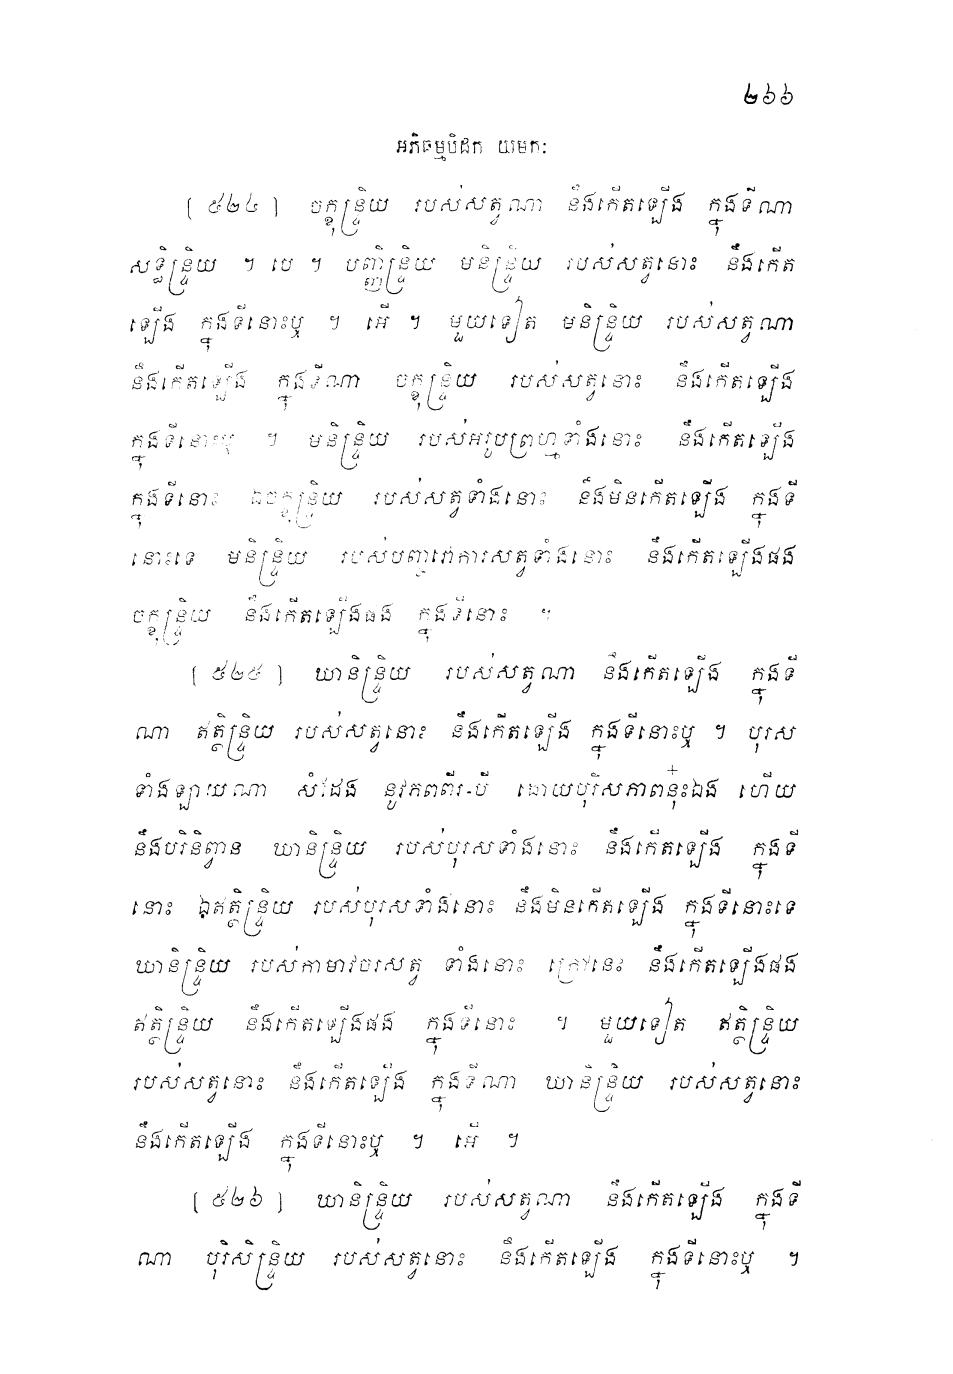 ២៦៦
អភិធម្មបិដក យមកៈ
[ ៥២៤ ] ចក្ខុន្ទ្រិយ របស់សត្វណា នឹងកើតឡើង ក្នុងទីណា
សទ្ធិន្ទ្រិយ ។ បេ ។ បញ្ញិន្ទ្រិយ មនិន្ទ្រិយ របស់សត្វនោះ នឹងកើត
ឡើង ក្នុងទីនោះឬ ។ អើ ។ មួយទៀត មនិន្ទ្រិយ របស់សត្វណា
នឹងកើតឡើង ក្នុងទីណា ចក្ខុន្ទ្រិយ របស់សត្វនោះ នឹងកើតឡើង
ក្នុងទីនោះឬ ។ មនិន្ទ្រិយ របស់អរូបព្រហ្មទាំងនោះ នឹងកើតឡើង
ក្នុងទីនោះ ឯចក្ខុន្ទ្រិយ របស់សត្វទាំងនោះ នឹងមិនកើតឡើង ក្នុងទី
នោះទេ មនិន្ទ្រិយ របស់បញ្ចវោការសត្វទាំងនោះ នឹងកើតឡើងផង
ចក្ខុន្ទ្រិយ នឹងកើតឡើងផង ក្នុងទីនោះ ។
[ ៥២៥ ] ឃានិន្ទ្រិយ របស់សត្វណា នឹងកើតឡើង ក្នុងទី
ណា ឥត្ថិន្ទ្រិយ របស់សត្វនោះ នឹងកើតឡើង ក្នុងទីនោះឬ ។ បុរស
ទាំងឡាយណា សំដែង នូវភពពីរ-បី ដោយបុរិសភាពនុ៎ះឯង ហើយ
នឹងបរិនិព្វាន ឃានិន្ទ្រិយ របស់បុរសទាំងនោះ នឹងកើតឡើង ក្នុងទី
នោះ ឯឥត្ថិន្ទ្រិយ របស់បុរសទាំងនោះ នឹងមិនកើតឡើង ក្នុងទីនោះទេ
ឃានិន្ទ្រិយ របស់កាមាវចរសត្វ ទាំងនោះ ក្រៅនេះ នឹងកើតឡើងផង
ឥត្ថិន្ទ្រិយ នឹងកើតឡើងផង ក្នុងទីនោះ ។ មួយទៀត ឥត្ថិន្ទ្រិយ
របស់សត្វនោះ នឹងកើតឡើង ក្នុងទីណា ឃានិន្ទ្រិយ របស់សត្វនោះ
នឹងកើតឡើង ក្នុងទីនោះឬ ។ អើ ។
[ ៥២៦ ] ឃានិន្ទ្រិយ របស់សត្វណា នឹងកើតឡើង ក្នុងទី
ណា បុរិសិន្ទ្រិយ របស់សត្វនោះ នឹងកើតឡើង ក្នុងទីនោះឬ ។